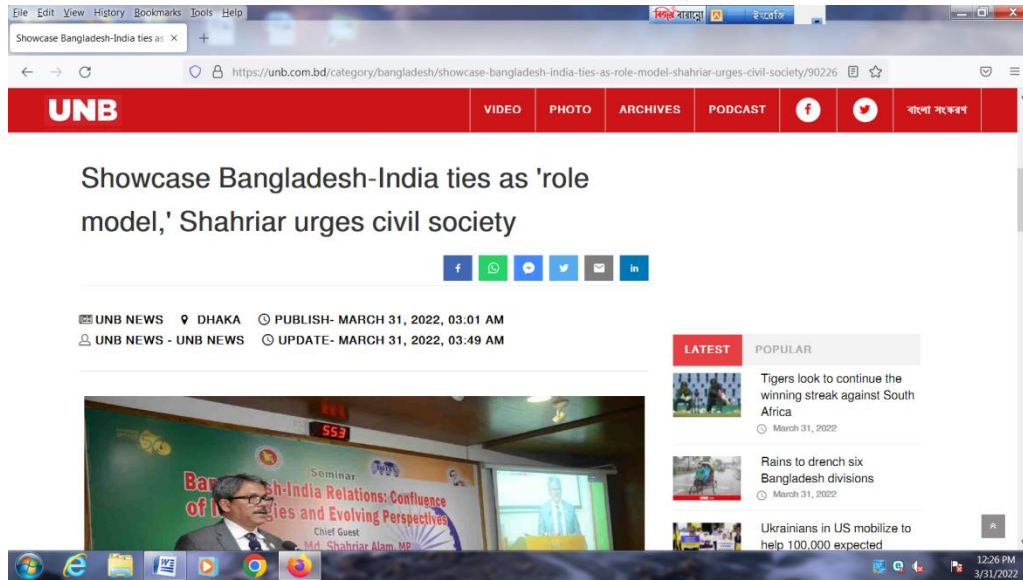 File Edit View History Bookmarks Tools Help
বিজয় বায়ান্নো ইংরেজি
Showcase Bangladesh-India ties as
https://unb.com.bd/category/bangladesh/showcase-bangladesh-india-ties-as-role-model-shahriar-urges-civil-society/90226
UNB VIDEO PHOTO ARCHIVES PODCAST বাংলা সংস্করণ
Showcase Bangladesh-India ties as 'role
model,' Shahriar urges civil society
UNB NEWS DHAKA PUBLISH- MARCH 31, 2022, 03:01 AM
UNB NEWS - UNB NEWS UPDATE- MARCH 31, 2022, 03:49 AM
553
Seminar
sh-India Relations: Confluence
of gies and Evolving Perspectives
Chief Guest
Md. Shahriar Alam, MP
LATEST POPULAR
Tigers look to continue the
winning streak against South
Africa
March 31, 2022
Rains to drench six
Bangladesh divisions
March 31, 2022
Ukrainians in US mobilize to
help 100,000 expected
12:26 PM
3/31/2022